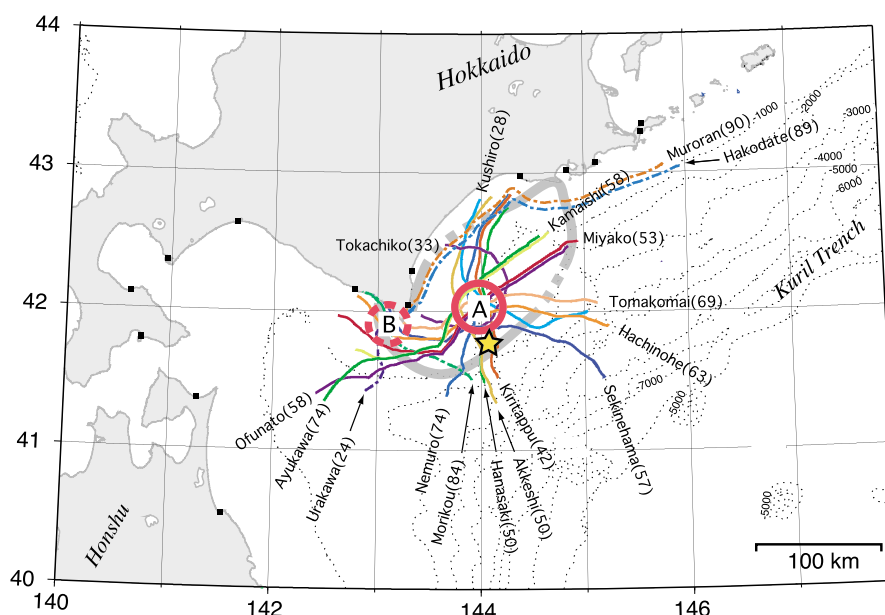 44
43
42
41
40
140
142
144
146
Hokkaido
Honshu
Kuril Trench
Kushiro(28)
Muroran(90)
Hakodate(89)
Kamaishi(58)
Miyako(53)
Tokachiko(33)
Tomakomai(69)
Hachinohe(63)
Sekinehama(57)
A
B
Ofunato(58)
Ayukawa(74)
Urakawa(24)
Nemuro(74)
Morikou(84)
Hanasaki(50)
Akkeshi(50)
Kiritappu(42)
-1000
-2000
-3000
-4000
-5000
-6000
-7000
-5000
-5000
100 km